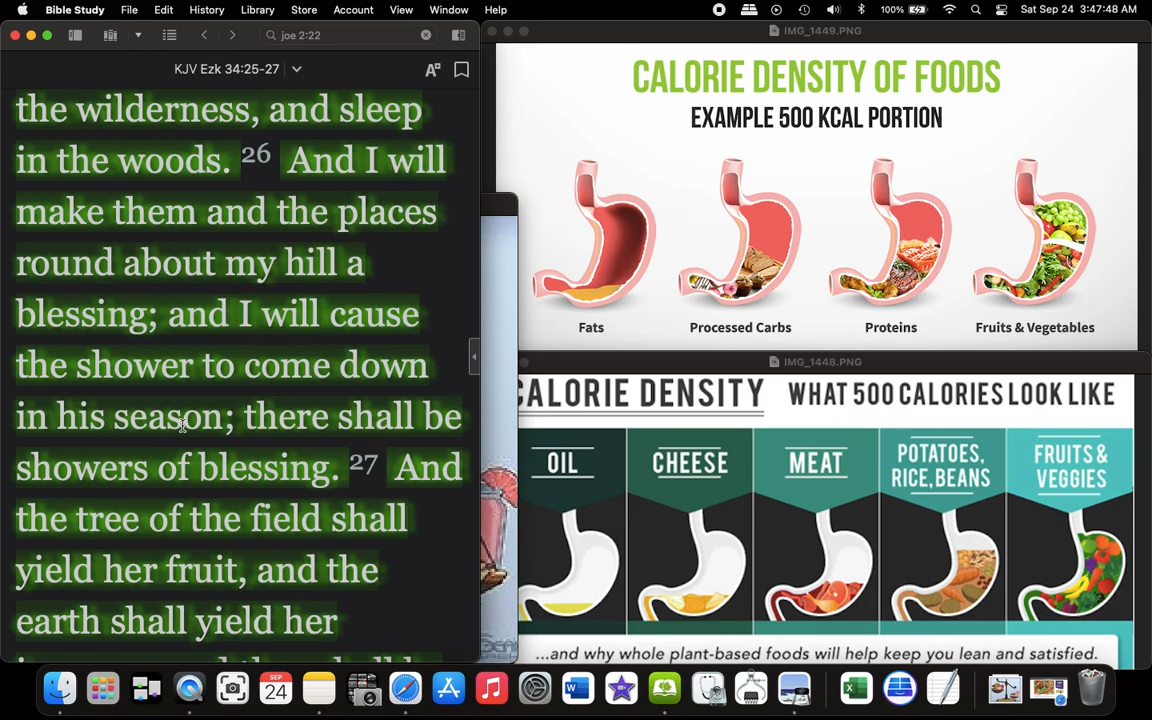 Bible Study File Edit History Library Store Account View Window Help
100% Sat Sep 24 3:47:48 AM
joe 2:22
KJV Ezk 34:25-27
the wilderness, and sleep
in the woods. 26 And I will
make them and the places
round about my hill a
blessing; and I will cause
the shower to come down
in his season; there shall be
showers of blessing. 27 And
the tree of the field shall
yield her fruit, and the
earth shall yield her
IMG_1449.PNG
CALORIE DENSITY OF FOODS
EXAMPLE 500 KCAL PORTION
Fats Processed Carbs Proteins Fruits & Vegetables
IMG_1448.PNG
CALORIE DENSITY WHAT 500 CALORIES LOOK LIKE
OIL
CHEESE
MEAT
POTATOES,
RICE, BEANS
FRUITS &
VEGGIES
...and why whole plant-based foods will help keep you lean and satisfied.
SEP
24